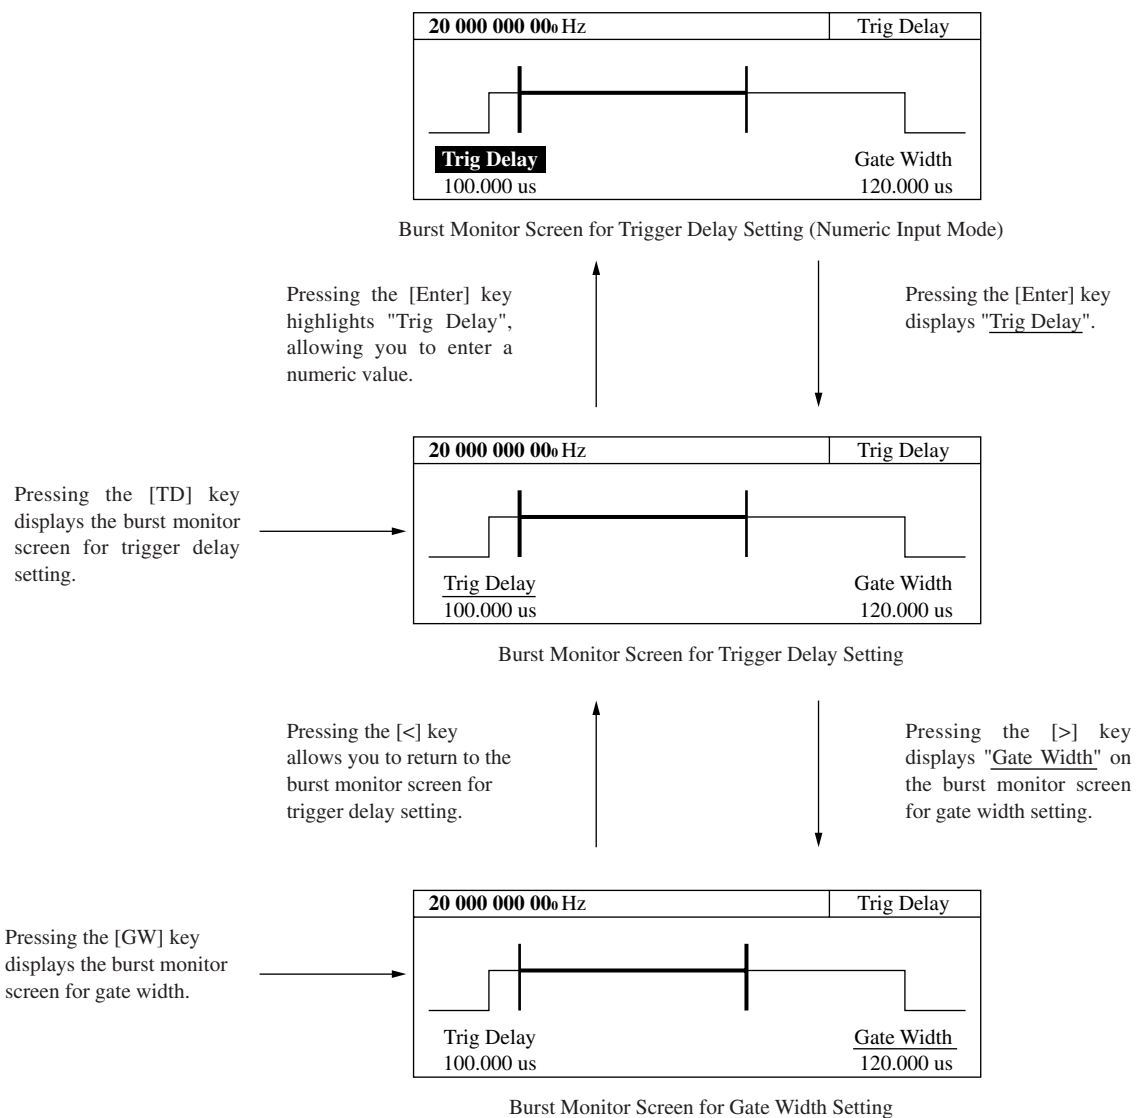 20 000 000 000 Hz Trig Delay
Trig Delay Gate Width
100.000 us 120.000 us
Burst Monitor Screen for Trigger Delay Setting (Numeric Input Mode)
Pressing the [Enter] key
highlights "Trig Delay",
allowing you to enter a
numeric value.
Pressing the [Enter] key
displays "Trig Delay".
20 000 000 000 Hz Trig Delay
Pressing the [TD] key
displays the burst monitor
screen for trigger delay
setting.
Trig Delay Gate Width
100.000 us 120.000 us
Burst Monitor Screen for Trigger Delay Setting
Pressing the [<] key
allows you to return to the
burst monitor screen for
trigger delay setting.
Pressing the [>] key
displays "Gate Width" on
the burst monitor screen
for gate width setting.
20 000 000 000 Hz Trig Delay
Pressing the [GW] key
displays the burst monitor
screen for gate width.
Trig Delay Gate Width
100.000 us 120.000 us
Burst Monitor Screen for Gate Width Setting